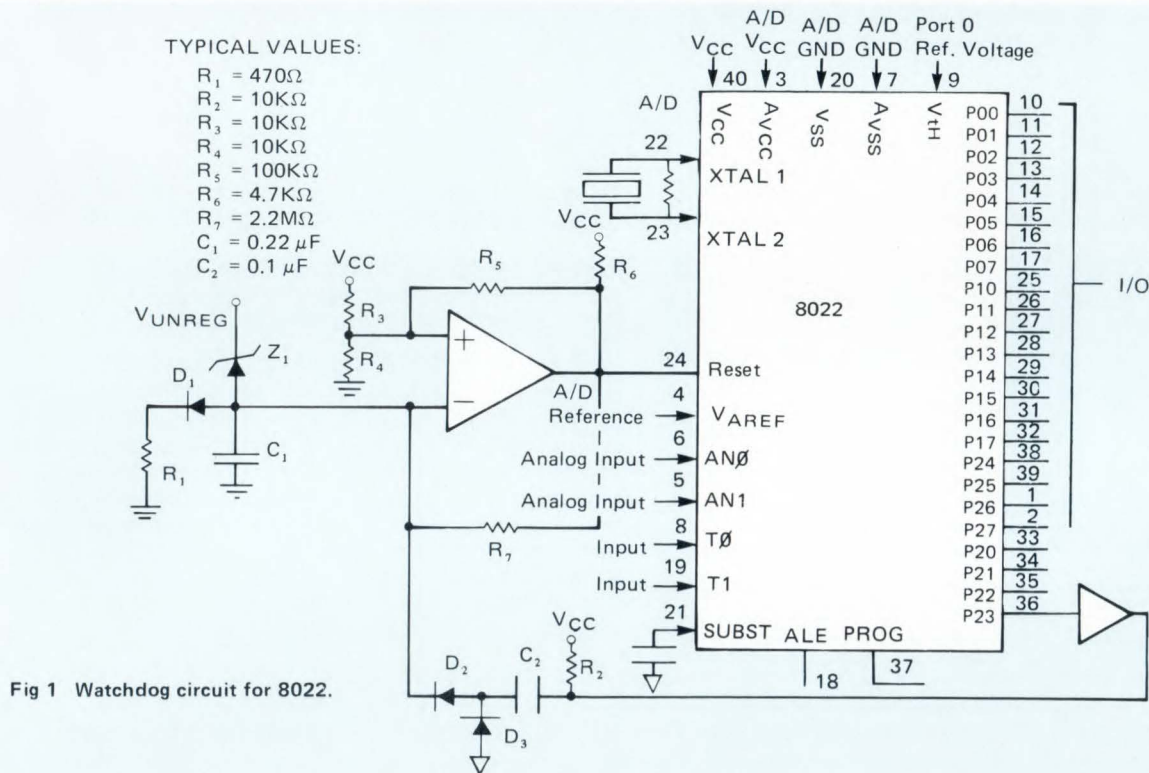 TYPICAL VALUES:
R₁ = 470Ω
R₂ = 10KΩ
R₃ = 10KΩ
R₄ = 10KΩ
R₅ = 100KΩ
R₆ = 4.7KΩ
R₇ = 2.2MΩ
C₁ = 0.22 μF
C₂ = 0.1 μF
VCC
A/D VCC
A/D GND
A/D GND
Port 0 Ref. Voltage
40 3 20 7 9
A/D
VCC AVCC VSS AVSS VtH
22
XTAL 1
23
XTAL 2
VCC
R₆
VCC
R₃
R₄
R₅
+
−
VUNREG
Z₁
D₁
R₁
C₁
R₇
8022
24 Reset
A/D Reference 4 VAREF
Analog Input 6 ANØ
Analog Input 5 AN1
Input 8 TØ
Input 19 T1
21 SUBST
ALE
PROG
18
37
P00 10
P01 11
P02 12
P03 13
P04 14
P05 15
P06 16
P07 17
P10 25
P11 26
P12 27
P13 28
P14 29
P15 30
P16 31
P17 32
P24 38
P25 39
P26 1
P27 2
P20 33
P21 34
P22 35
P23 36
I/O
VCC
R₂
C₂
D₂
D₃
Fig 1 Watchdog circuit for 8022.